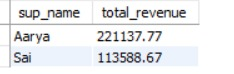 sup_name total_revenue
Aarya 221137.77
Sai 113588.67